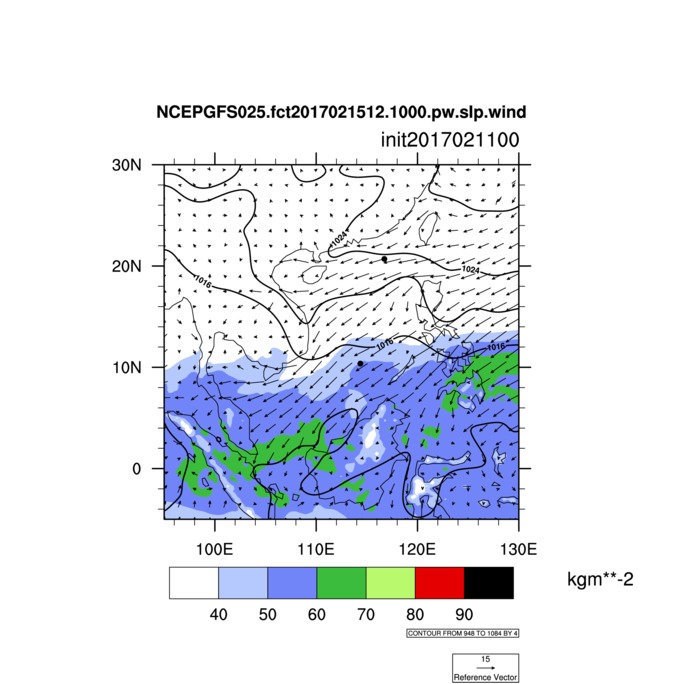 NCEPGFS025.fct2017021512.1000.pw.slp.wind
init2017021100
30N
1024
20N
1024
1016
1016
1016
10N
0
100E 110E 120E 130E
kgm**-2
40 50 60 70 80 90
CONTOUR FROM 948 TO 1084 BY 4
15
Reference Vector